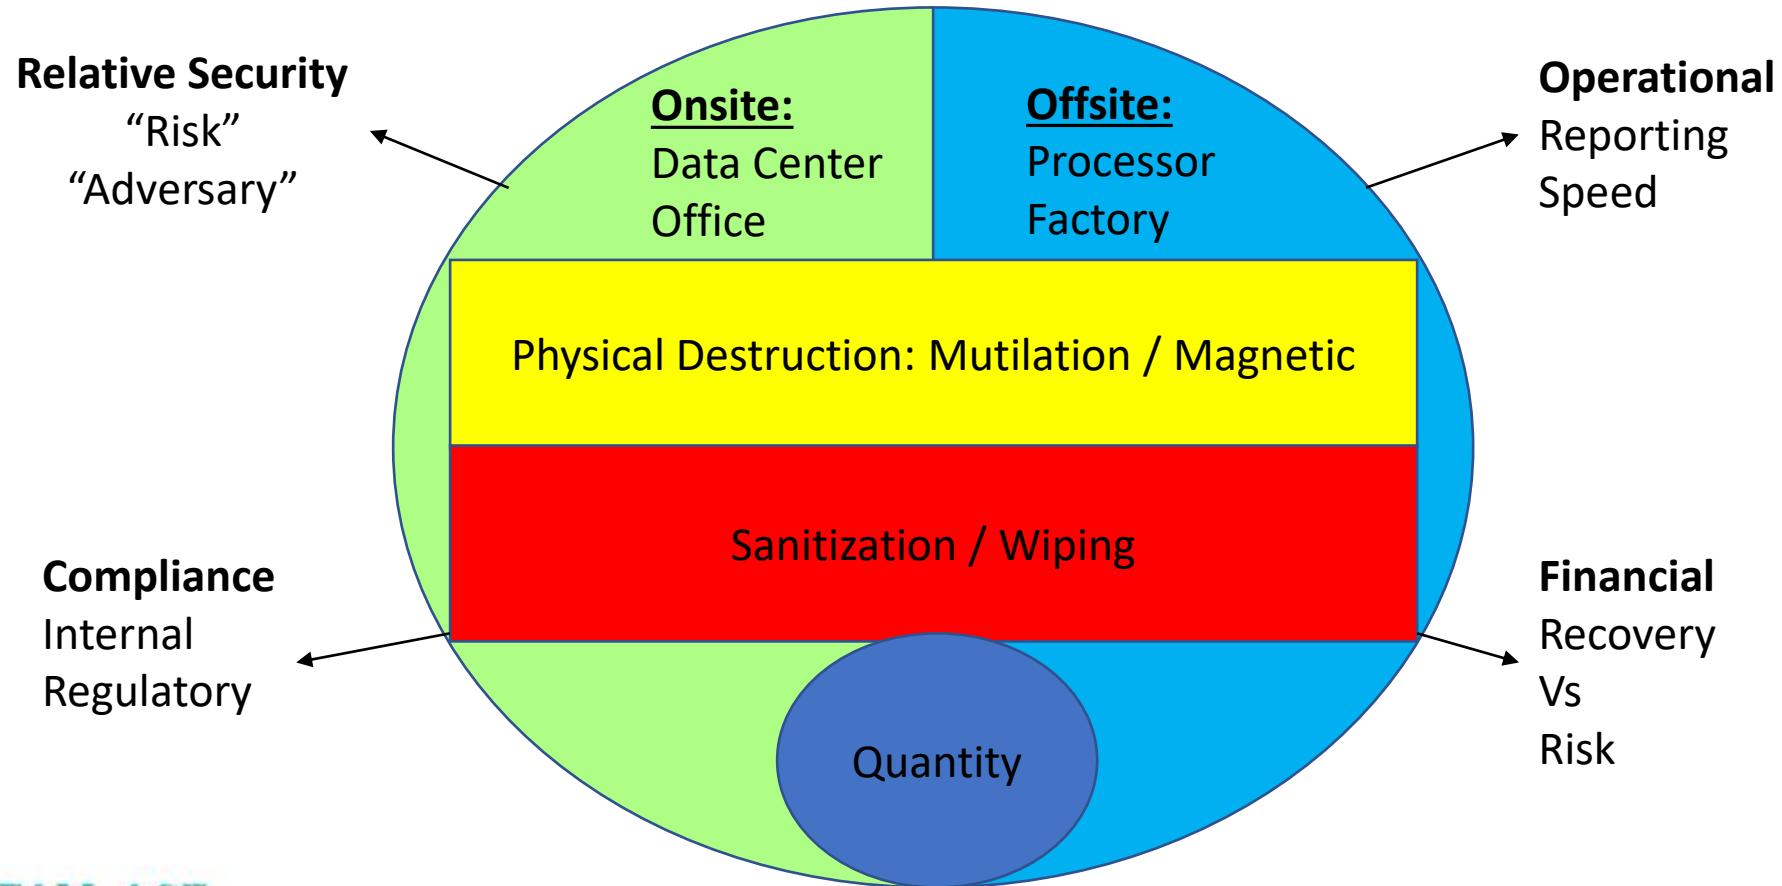 Relative Security
“Risk”
“Adversary”
Onsite:
Data Center
Office
Offsite:
Processor
Factory
Operational
Reporting
Speed
Physical Destruction: Mutilation / Magnetic
Sanitization / Wiping
Compliance
Internal
Regulatory
Financial
Recovery
Vs
Risk
Quantity